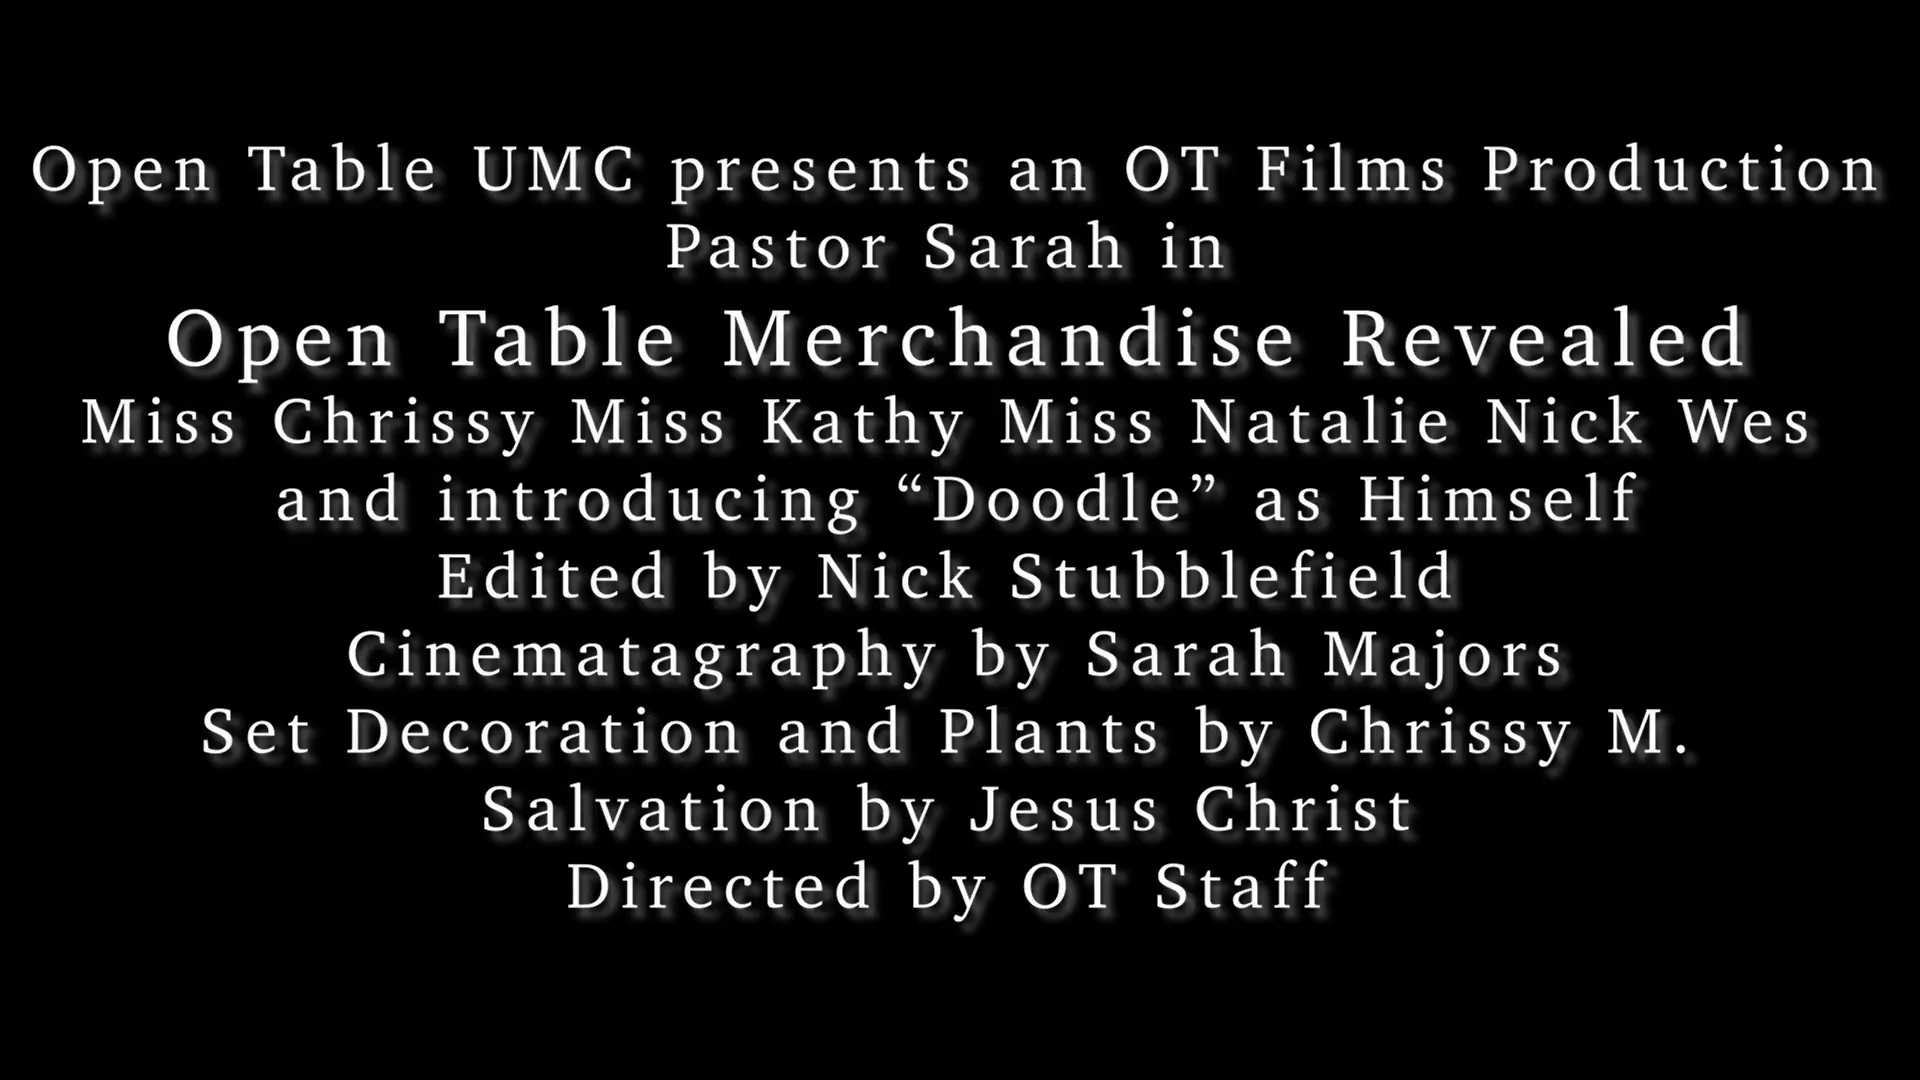 Open Table UMC presents an OT Films Production
Pastor Sarah in
Open Table Merchandise Revealed
Miss Chrissy Miss Kathy Miss Natalie Nick Wes
and introducing “Doodle” as Himself
Edited by Nick Stubblefield
Cinematagraphy by Sarah Majors
Set Decoration and Plants by Chrissy M.
Salvation by Jesus Christ
Directed by OT Staff